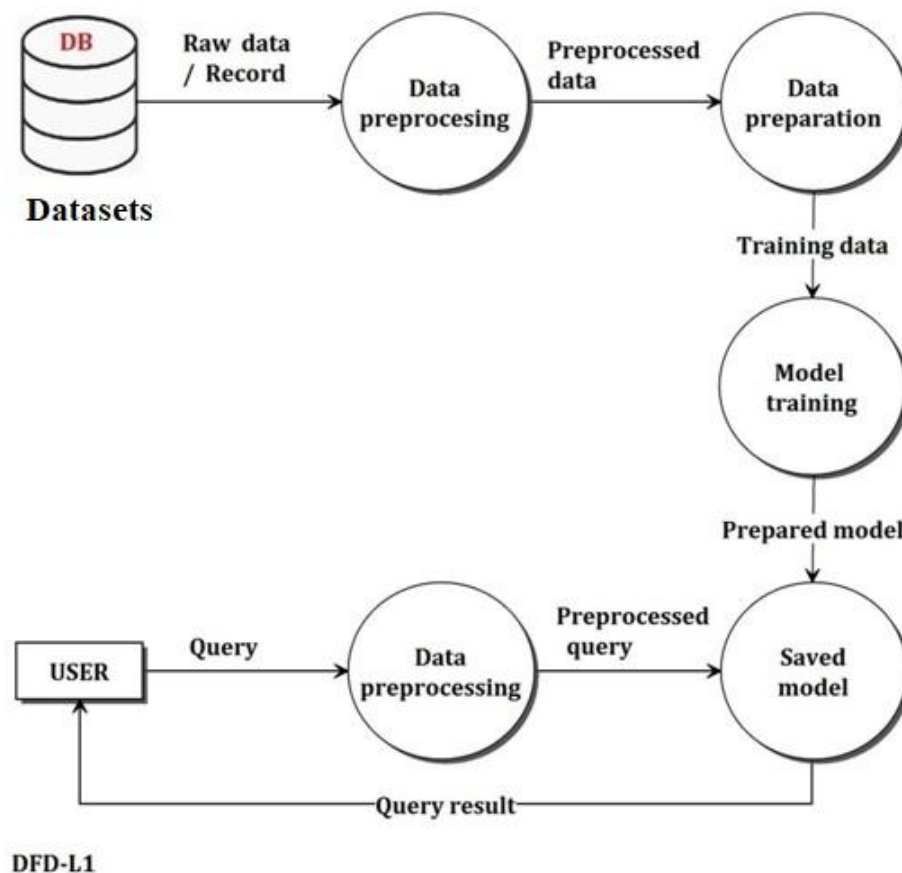 DB
Raw data
/ Record
Data
preprocesing
Preprocessed
data
Data
preparation
Datasets
Training data
Model
training
Prepared model
USER
Query
Data
preprocessing
Preprocessed
query
Saved
model
Query result
DFD-L1